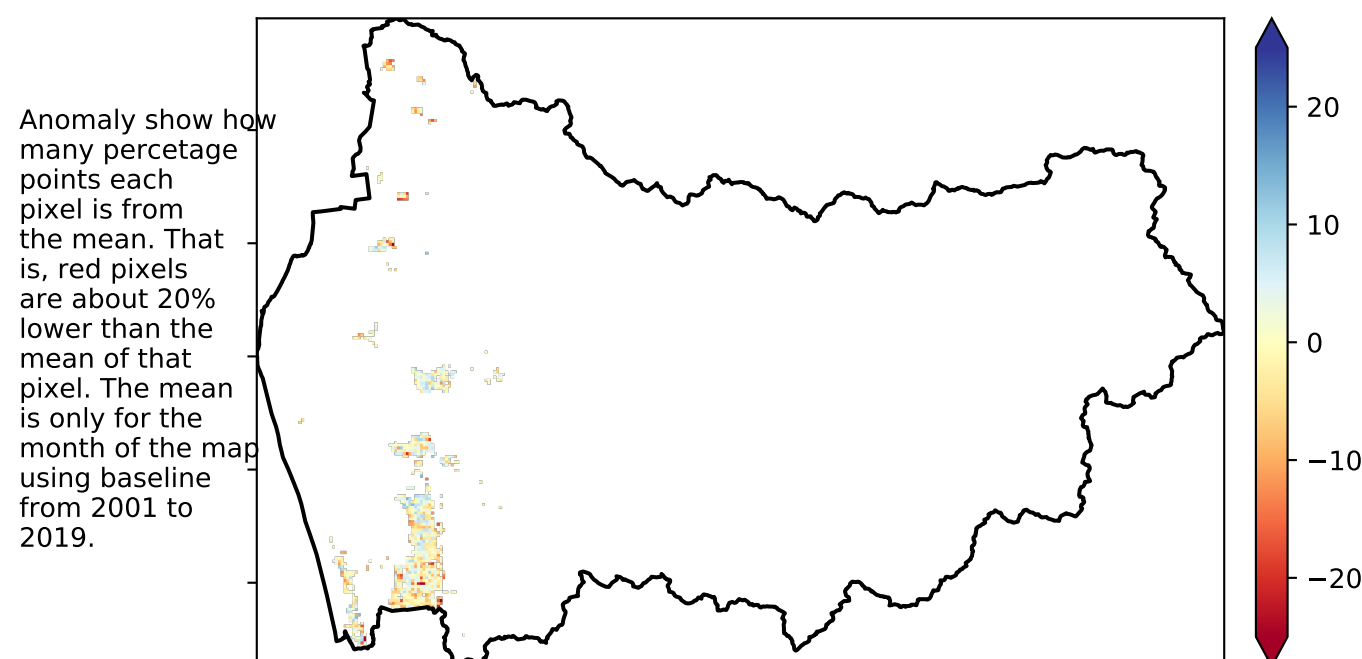 Anomaly show how
many percetage
points each
pixel is from
the mean. That
is, red pixels
are about 20%
lower than the
mean of that
pixel. The mean
is only for the
month of the map
using baseline
from 2001 to
2019.
20
10
0
−10
−20